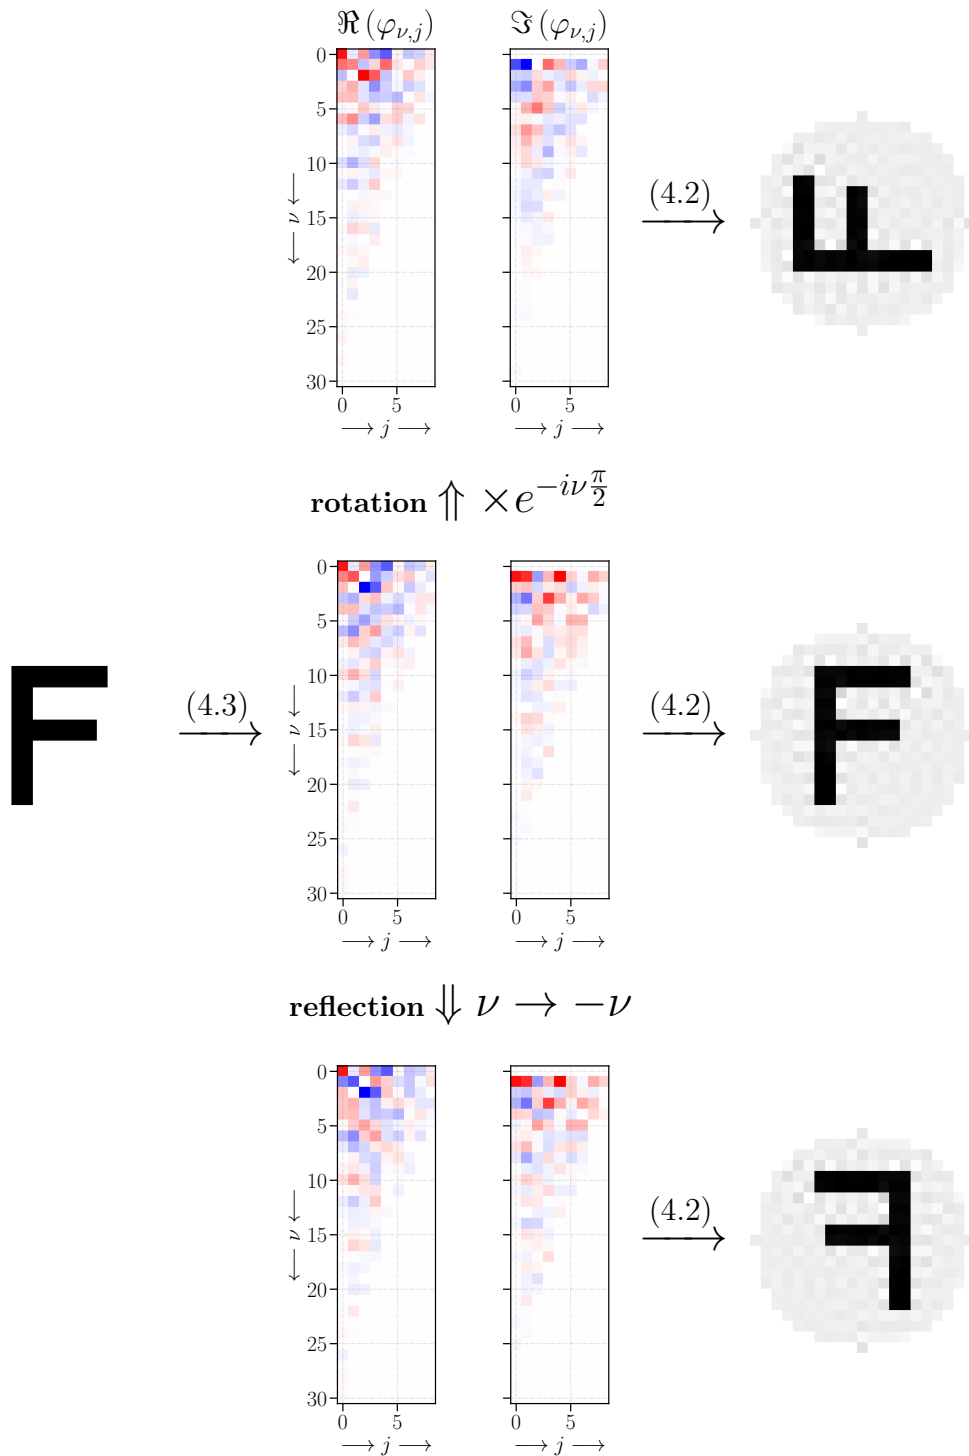 ℜ (φ_{ν,j}) ℑ (φ_{ν,j})
0
5
10
15
20
25
30
← ν ←
0 5 0 5
→ j → → j →
(4.2)
F
rotation ⇑ ×e^{-iν π/2}
F
(4.3)
0
5
10
15
20
25
30
← ν ←
0 5 0 5
→ j → → j →
(4.2)
F
reflection ⇓ ν → −ν
0
5
10
15
20
25
30
← ν ←
0 5 0 5
→ j → → j →
(4.2)
F